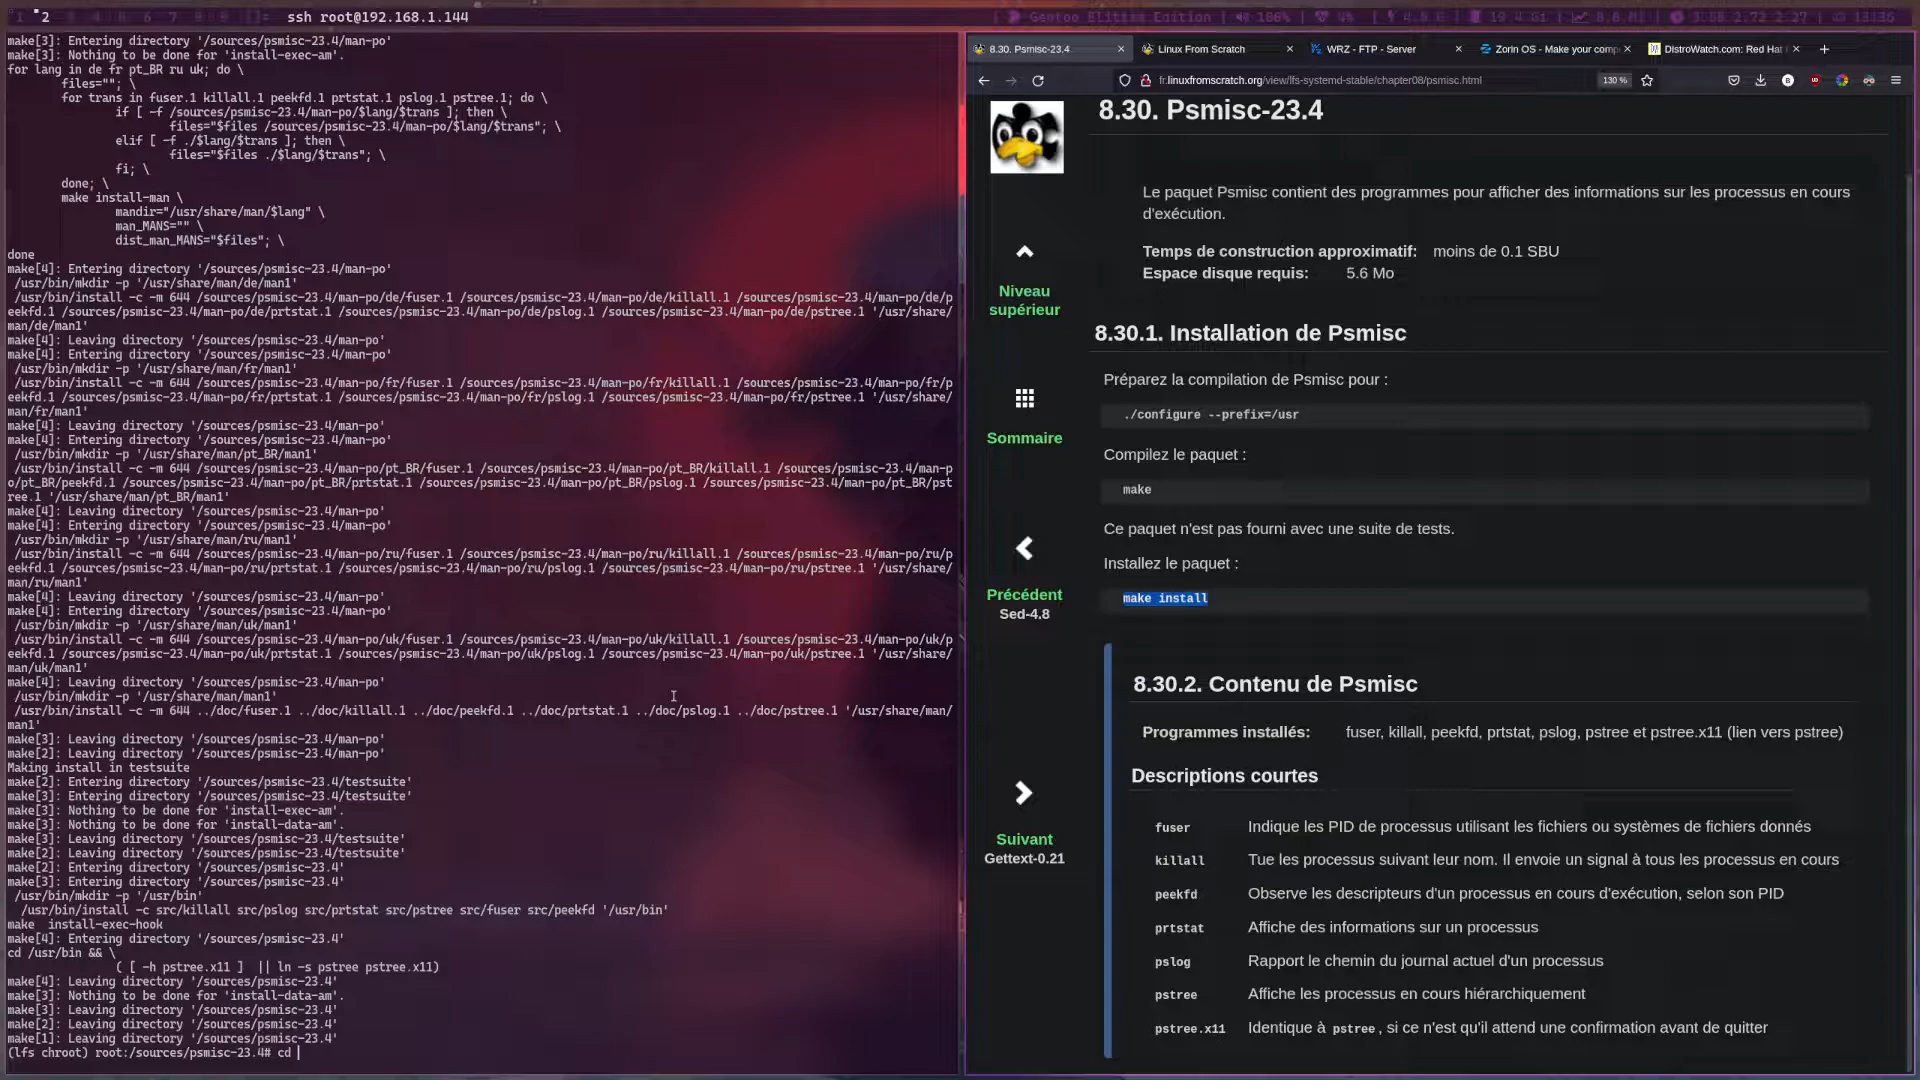 2
ssh root@192.168.1.144
Gentoo Elitism Edition
make[3]: Entering directory '/sources/psmisc-23.4/man-po'
make[3]: Nothing to be done for 'install-exec-am'.
for lang in de fr pt_BR ru uk; do \
files=""; \
for trans in fuser.1 killall.1 peekfd.1 prtstat.1 pslog.1 pstree.1; do \
if [ -f /sources/psmisc-23.4/man-po/$lang/$trans ]; then \
files="$files /sources/psmisc-23.4/man-po/$lang/$trans"; \
elif [ -f ./$lang/$trans ]; then \
files="$files ./$lang/$trans"; \
fi; \
done; \
make install-man \
mandir="/usr/share/man/$lang" \
man_MANS="" \
dist_man_MANS="$files"; \
done
make[4]: Entering directory '/sources/psmisc-23.4/man-po'
/usr/bin/mkdir -p '/usr/share/man/de/man1'
/usr/bin/install -c -m 644 /sources/psmisc-23.4/man-po/de/fuser.1 /sources/psmisc-23.4/man-po/de/killall.1 /sources/psmisc-23.4/man-po/de/p
eekfd.1 /sources/psmisc-23.4/man-po/de/prtstat.1 /sources/psmisc-23.4/man-po/de/pslog.1 /sources/psmisc-23.4/man-po/de/pstree.1 '/usr/share/
man/de/man1'
make[4]: Leaving directory '/sources/psmisc-23.4/man-po'
make[4]: Entering directory '/sources/psmisc-23.4/man-po'
/usr/bin/mkdir -p '/usr/share/man/fr/man1'
/usr/bin/install -c -m 644 /sources/psmisc-23.4/man-po/fr/fuser.1 /sources/psmisc-23.4/man-po/fr/killall.1 /sources/psmisc-23.4/man-po/fr/p
eekfd.1 /sources/psmisc-23.4/man-po/fr/prtstat.1 /sources/psmisc-23.4/man-po/fr/pslog.1 /sources/psmisc-23.4/man-po/fr/pstree.1 '/usr/share/
man/fr/man1'
make[4]: Leaving directory '/sources/psmisc-23.4/man-po'
make[4]: Entering directory '/sources/psmisc-23.4/man-po'
/usr/bin/mkdir -p '/usr/share/man/pt_BR/man1'
/usr/bin/install -c -m 644 /sources/psmisc-23.4/man-po/pt_BR/fuser.1 /sources/psmisc-23.4/man-po/pt_BR/killall.1 /sources/psmisc-23.4/man-p
o/pt_BR/peekfd.1 /sources/psmisc-23.4/man-po/pt_BR/prtstat.1 /sources/psmisc-23.4/man-po/pt_BR/pslog.1 /sources/psmisc-23.4/man-po/pt_BR/pst
ree.1 '/usr/share/man/pt_BR/man1'
make[4]: Leaving directory '/sources/psmisc-23.4/man-po'
make[4]: Entering directory '/sources/psmisc-23.4/man-po'
/usr/bin/mkdir -p '/usr/share/man/ru/man1'
/usr/bin/install -c -m 644 /sources/psmisc-23.4/man-po/ru/fuser.1 /sources/psmisc-23.4/man-po/ru/killall.1 /sources/psmisc-23.4/man-po/ru/p
eekfd.1 /sources/psmisc-23.4/man-po/ru/prtstat.1 /sources/psmisc-23.4/man-po/ru/pslog.1 /sources/psmisc-23.4/man-po/ru/pstree.1 '/usr/share/
man/ru/man1'
make[4]: Leaving directory '/sources/psmisc-23.4/man-po'
make[4]: Entering directory '/sources/psmisc-23.4/man-po'
/usr/bin/mkdir -p '/usr/share/man/uk/man1'
/usr/bin/install -c -m 644 /sources/psmisc-23.4/man-po/uk/fuser.1 /sources/psmisc-23.4/man-po/uk/killall.1 /sources/psmisc-23.4/man-po/uk/p
eekfd.1 /sources/psmisc-23.4/man-po/uk/prtstat.1 /sources/psmisc-23.4/man-po/uk/pslog.1 /sources/psmisc-23.4/man-po/uk/pstree.1 '/usr/share/
man/uk/man1'
make[4]: Leaving directory '/sources/psmisc-23.4/man-po'
/usr/bin/mkdir -p '/usr/share/man/man1'
/usr/bin/install -c -m 644 ../doc/fuser.1 ../doc/killall.1 ../doc/peekfd.1 ../doc/prtstat.1 ../doc/pslog.1 ../doc/pstree.1 '/usr/share/man/
man1'
make[3]: Leaving directory '/sources/psmisc-23.4/man-po'
make[2]: Leaving directory '/sources/psmisc-23.4/man-po'
Making install in testsuite
make[2]: Entering directory '/sources/psmisc-23.4/testsuite'
make[3]: Entering directory '/sources/psmisc-23.4/testsuite'
make[3]: Nothing to be done for 'install-exec-am'.
make[3]: Nothing to be done for 'install-data-am'.
make[3]: Leaving directory '/sources/psmisc-23.4/testsuite'
make[2]: Leaving directory '/sources/psmisc-23.4/testsuite'
make[2]: Entering directory '/sources/psmisc-23.4'
make[3]: Entering directory '/sources/psmisc-23.4'
/usr/bin/mkdir -p '/usr/bin'
/usr/bin/install -c src/killall src/pslog src/prtstat src/pstree src/fuser src/peekfd '/usr/bin'
make  install-exec-hook
make[4]: Entering directory '/sources/psmisc-23.4'
cd /usr/bin && \
( [ -h pstree.x11 ]  || ln -s pstree pstree.x11)
make[4]: Leaving directory '/sources/psmisc-23.4'
make[3]: Nothing to be done for 'install-data-am'.
make[3]: Leaving directory '/sources/psmisc-23.4'
make[2]: Leaving directory '/sources/psmisc-23.4'
make[1]: Leaving directory '/sources/psmisc-23.4'
(lfs chroot) root:/sources/psmisc-23.4# cd
8.30. Psmisc-23.4
Linux From Scratch
WRZ - FTP - Server
Zorin OS - Make your comp
DistroWatch.com: Red Hat
fr.linuxfromscratch.org/view/lfs-systemd-stable/chapter08/psmisc.html
130 %
8.30. Psmisc-23.4
Le paquet Psmisc contient des programmes pour afficher des informations sur les processus en cours
d'exécution.
Temps de construction approximatif: moins de 0.1 SBU
Espace disque requis: 5.6 Mo
Niveau
supérieur
8.30.1. Installation de Psmisc
Préparez la compilation de Psmisc pour :
./configure --prefix=/usr
Sommaire
Compilez le paquet :
make
Ce paquet n'est pas fourni avec une suite de tests.
Installez le paquet :
make install
Précédent
Sed-4.8
8.30.2. Contenu de Psmisc
Programmes installés: fuser, killall, peekfd, prtstat, pslog, pstree et pstree.x11 (lien vers pstree)
Descriptions courtes
Suivant
Gettext-0.21
fuser Indique les PID de processus utilisant les fichiers ou systèmes de fichiers donnés
killall Tue les processus suivant leur nom. Il envoie un signal à tous les processus en cours
peekfd Observe les descripteurs d'un processus en cours d'exécution, selon son PID
prtstat Affiche des informations sur un processus
pslog Rapport le chemin du journal actuel d'un processus
pstree Affiche les processus en cours hiérarchiquement
pstree.x11 Identique à pstree, si ce n'est qu'il attend une confirmation avant de quitter